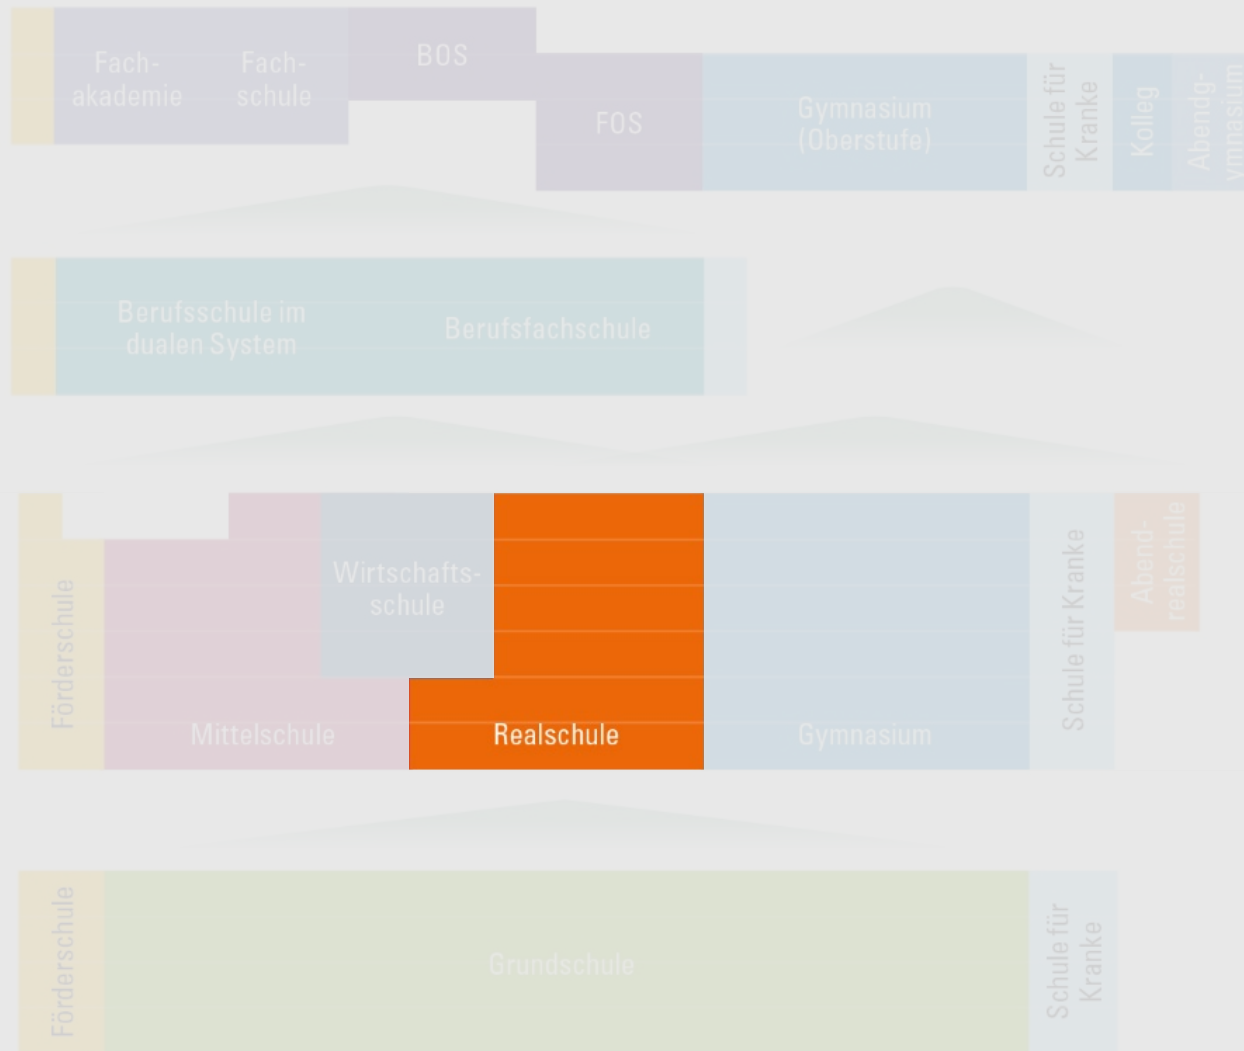 Fach-
akademie
Fach-
schule
BOS
FOS
Gymnasium
(Oberstufe)
Schule für
Kranke
Kolleg
Abendg-
ymnasium
Berufsschule im
dualen System
Berufsfachschule
Förderschule
Mittelschule
Wirtschafts-
schule
Realschule
Gymnasium
Schule für Kranke
Abend-
realschule
Förderschule
Grundschule
Schule für
Kranke